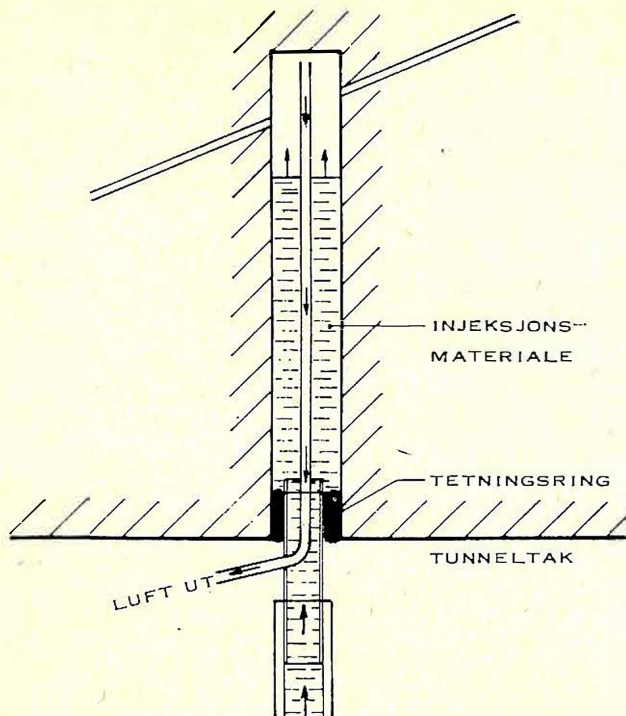 INJEKSJONS-
MATERIALE
TETNINGSRING
TUNNELTAK
LUFT UT